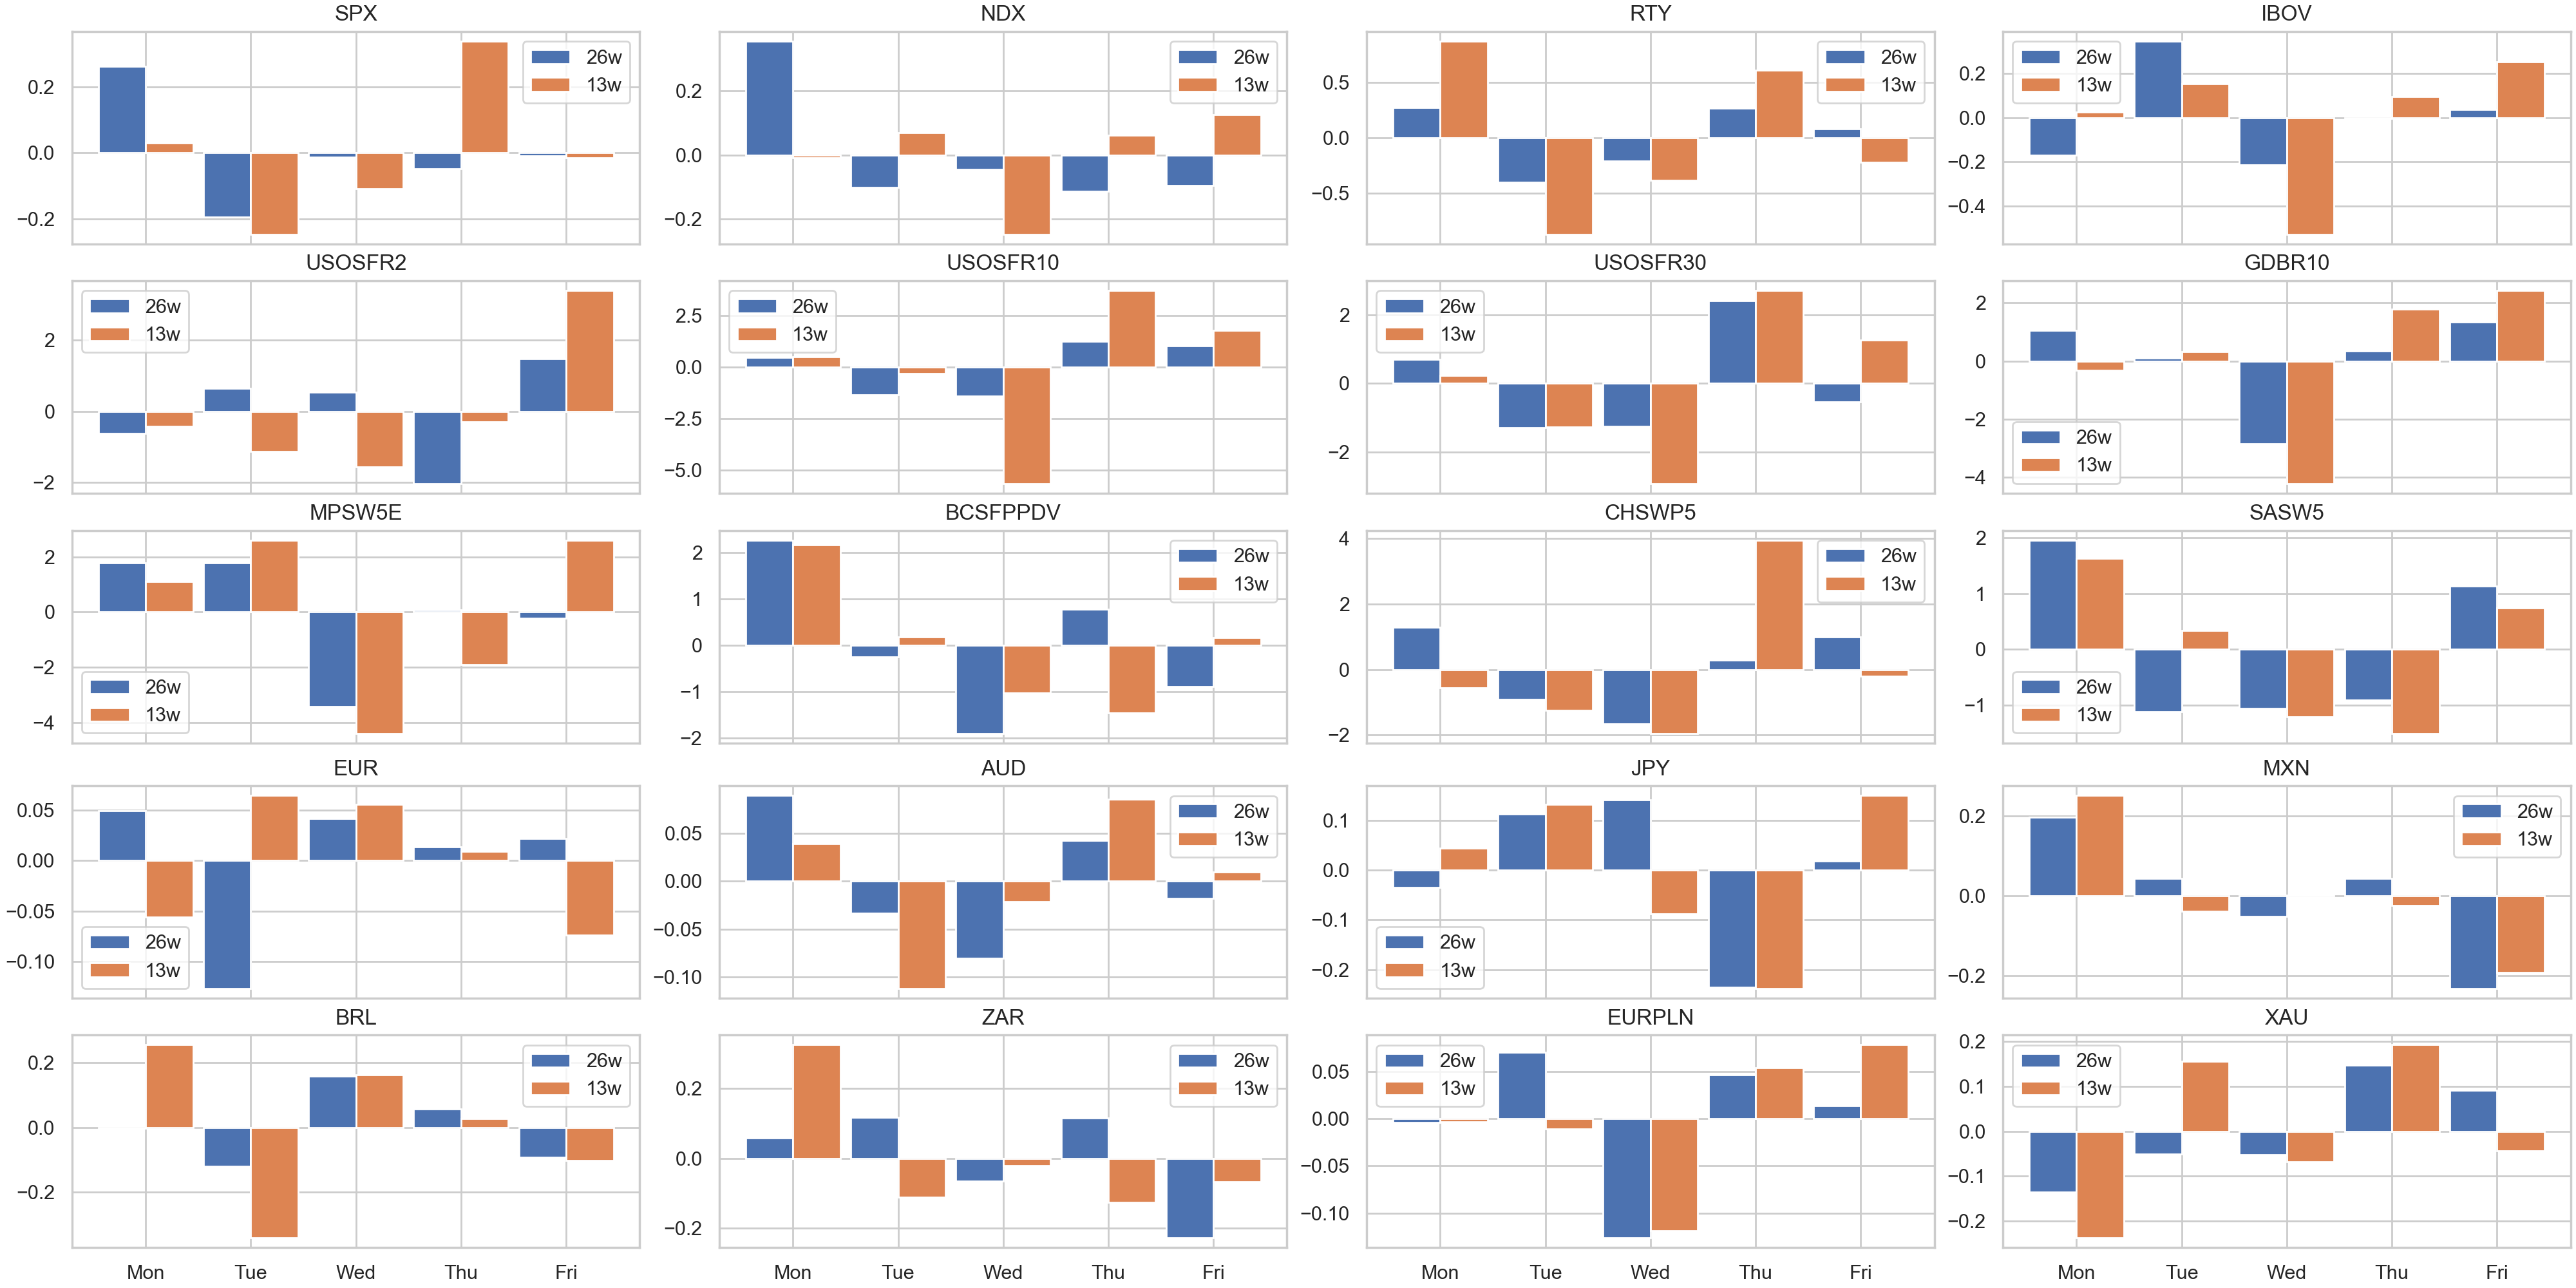 SPX
0.2
0.0
−0.2
26w
13w
NDX
0.2
0.0
−0.2
26w
13w
RTY
0.5
0.0
−0.5
26w
13w
IBOV
0.2
0.0
−0.2
−0.4
26w
13w
USOSFR2
2
0
−2
26w
13w
USOSFR10
2.5
0.0
−2.5
−5.0
26w
13w
USOSFR30
2
0
−2
26w
13w
GDBR10
2
0
−2
−4
26w
13w
MPSW5E
2
0
−2
−4
26w
13w
BCSFPPDV
2
1
0
−1
−2
26w
13w
CHSWP5
4
2
0
−2
26w
13w
SASW5
2
1
0
−1
26w
13w
EUR
0.05
0.00
−0.05
−0.10
26w
13w
AUD
0.05
0.00
−0.05
−0.10
26w
13w
JPY
0.1
0.0
−0.1
−0.2
26w
13w
MXN
0.2
0.0
−0.2
26w
13w
BRL
0.2
0.0
−0.2
26w
13w
Mon Tue Wed Thu Fri
ZAR
0.2
0.0
−0.2
26w
13w
Mon Tue Wed Thu Fri
EURPLN
0.05
0.00
−0.05
−0.10
26w
13w
Mon Tue Wed Thu Fri
XAU
0.2
0.1
0.0
−0.1
−0.2
26w
13w
Mon Tue Wed Thu Fri